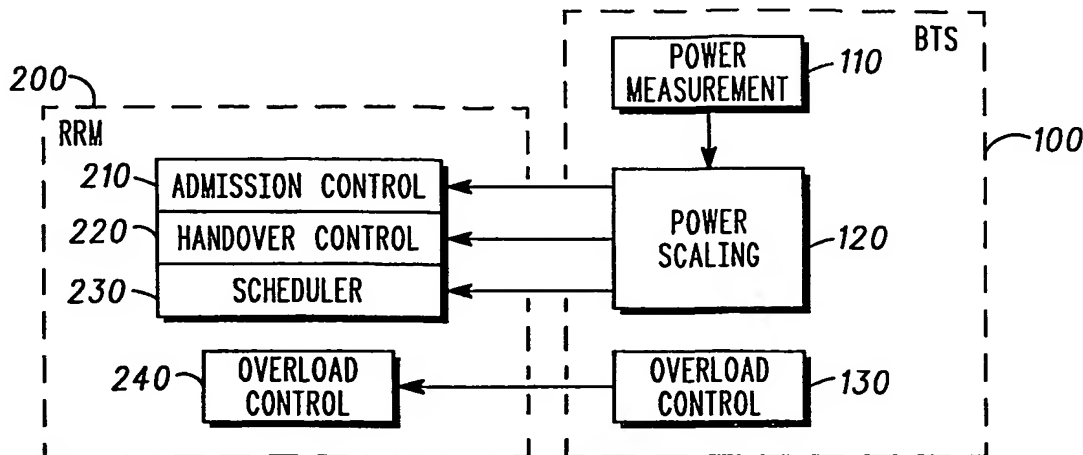 BTS
POWER
MEASUREMENT
110
200
RRM
100
210
ADMISSION CONTROL
220
HANDOVER CONTROL
POWER
SCALING
120
230
SCHEDULER
240
OVERLOAD
CONTROL
OVERLOAD
CONTROL
130